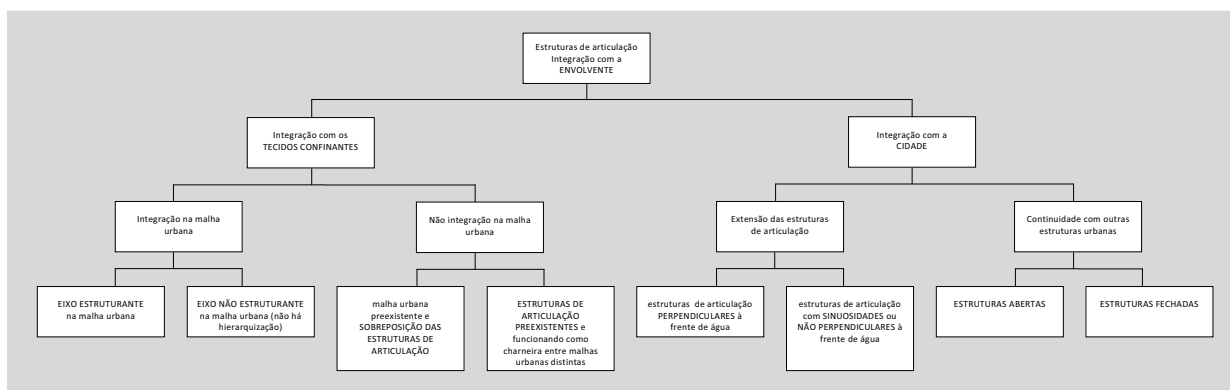 Estruturas de articulação
Integração com a
ENVOLVENTE
Integração com os
TECIDOS CONFINANTES
Integração com a
CIDADE
Integração na malha
urbana
Não integração na malha
urbana
Extensão das estruturas
de articulação
Continuidade com outras
estruturas urbanas
EIXO ESTRUTURANTE
na malha urbana
EIXO NÃO ESTRUTURANTE
na malha urbana (não há
hierarquização)
malha urbana
preexistente e
SOBREPOSIÇÃO DAS
ESTRUTURAS DE
ARTICULAÇÃO
ESTRUTURAS DE
ARTICULAÇÃO
PREEXISTENTES e
funcionando como
charneira entre malhas
urbanas distintas
estruturas de articulação
PERPENDICULARES à
frente de água
estruturas de articulação
com SINUOSIDADES ou
NÃO PERPENDICULARES à
frente de água
ESTRUTURAS ABERTAS
ESTRUTURAS FECHADAS